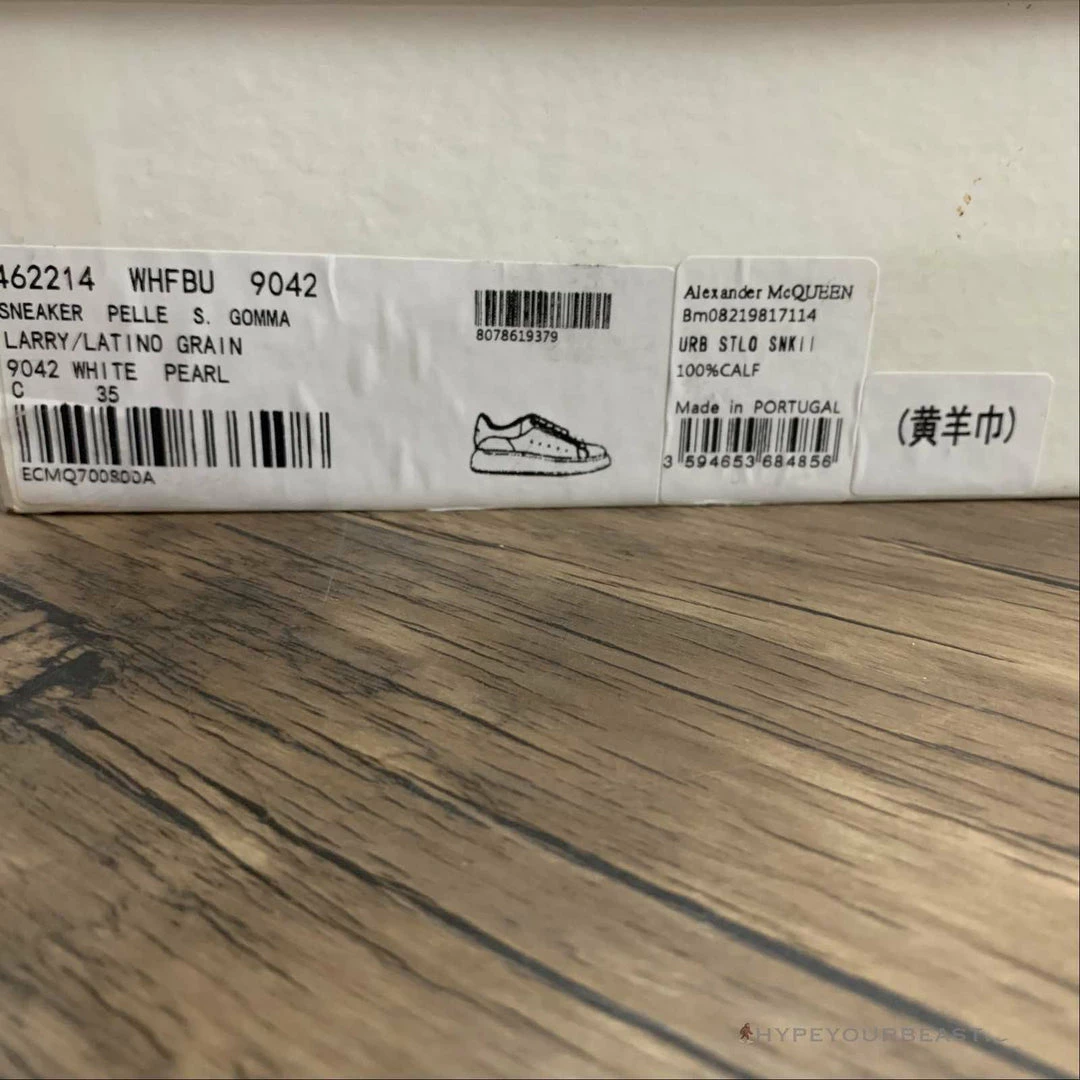 462214 WHFBU 9042
SNEAKER PELLE S. GOMMA
LARRY/LATINO GRAIN
9042 WHITE PEARL
C 35
ECMQ700800A
8078619379
Alexander McQUEEN
Bm08219817114
URB STLO SNKII
100%CALF
Made in PORTUGAL
3 594653 684856
(黄羊巾)
HYPEYOURBEAST